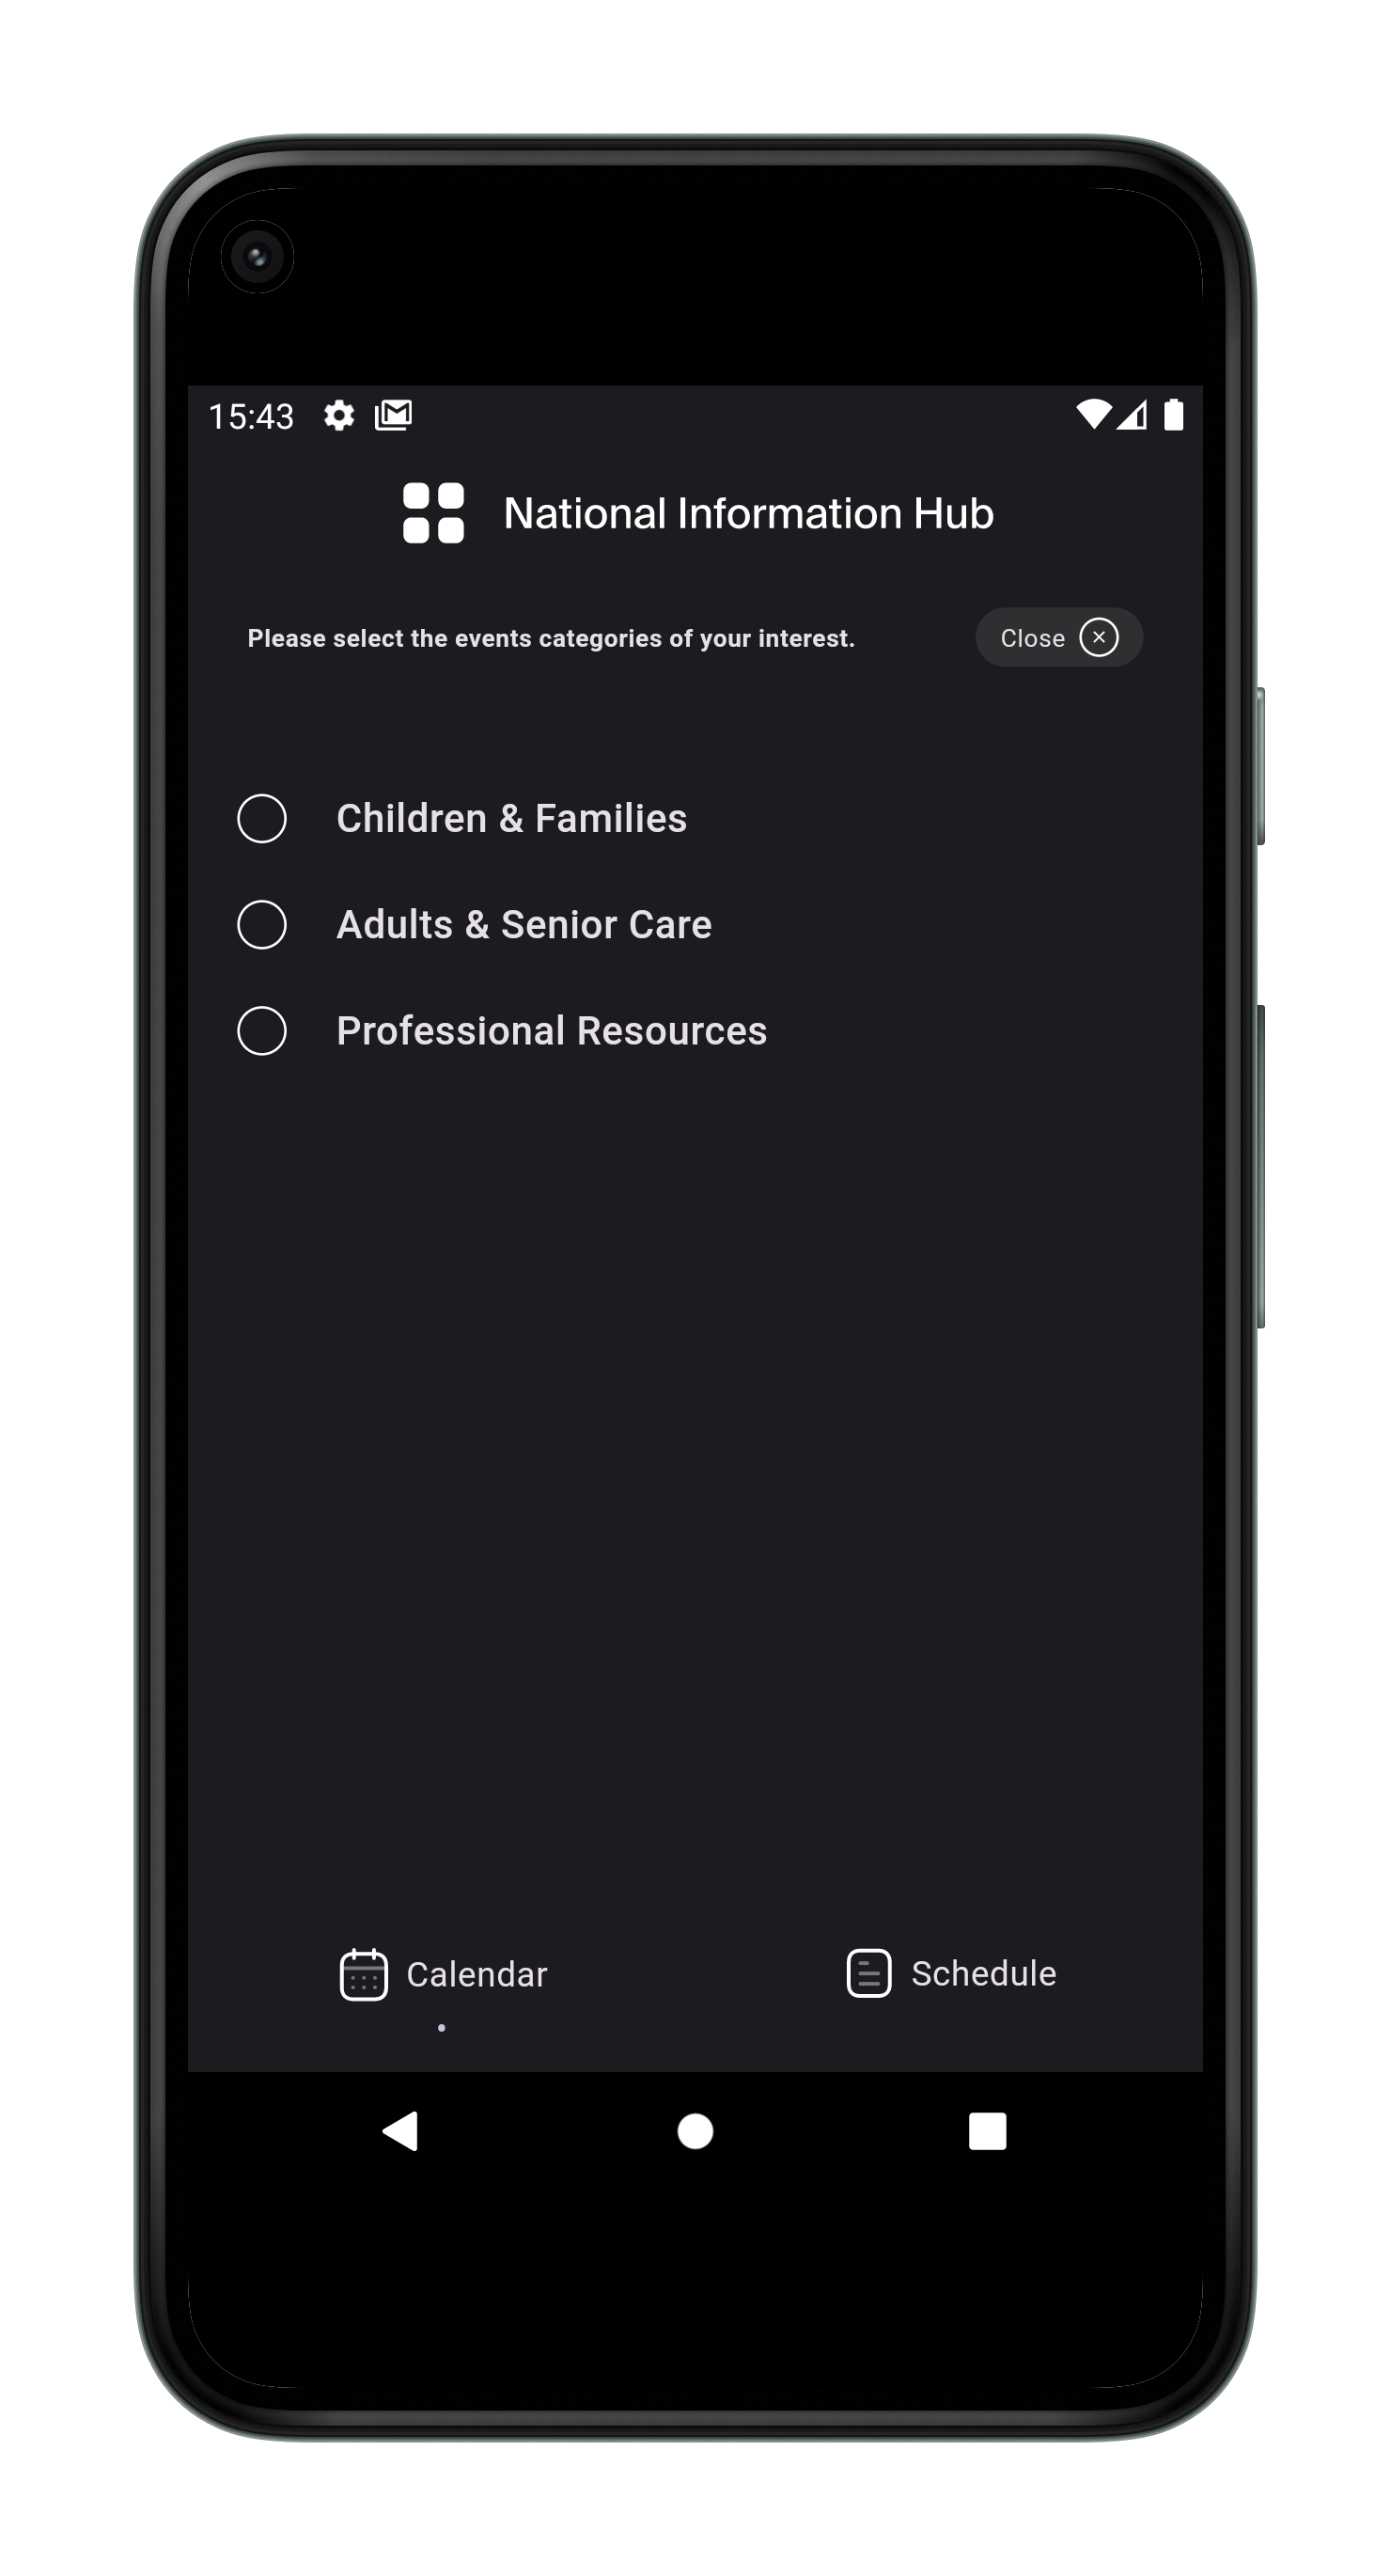 15:43
National Information Hub
Please select the events categories of your interest.
Close
Children & Families
Adults & Senior Care
Professional Resources
Calendar
Schedule